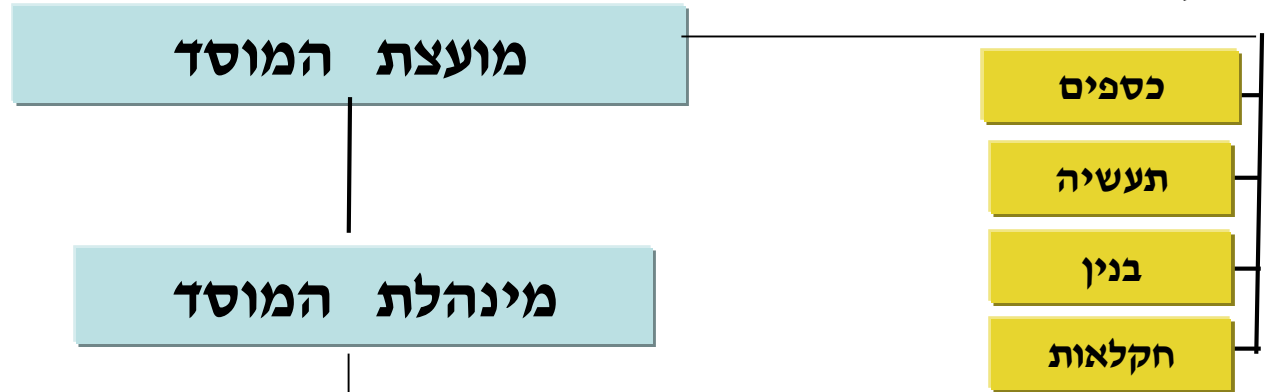 מועצת המוסד
כספים
תעשיה
בנין
חקלאות
מינהלת המוסד